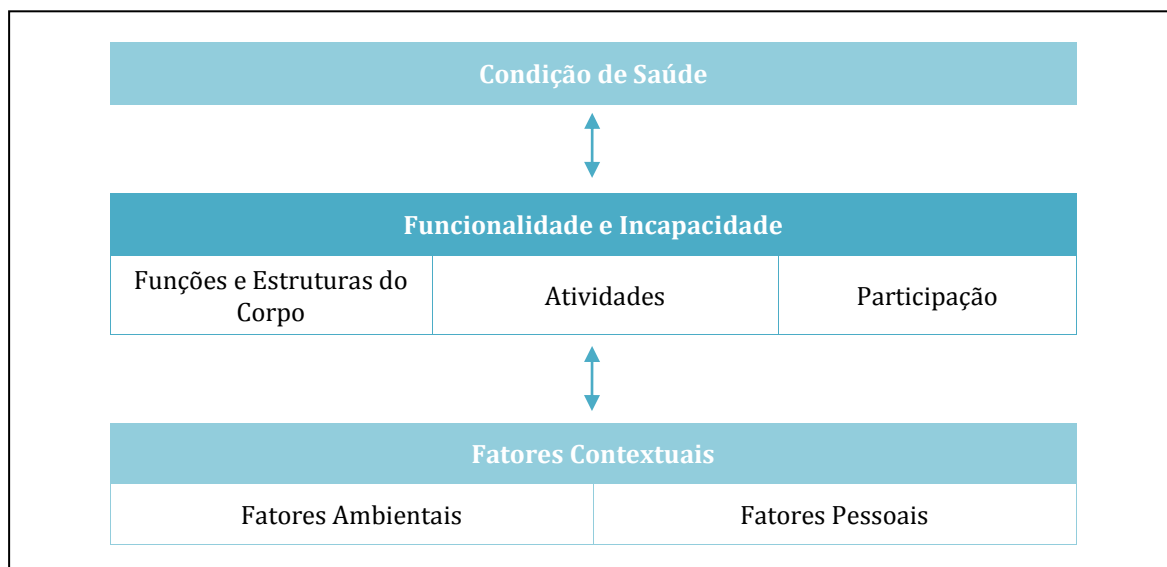 Condição de Saúde
Funcionalidade e Incapacidade
Funções e Estruturas do
Corpo
Atividades
Participação
Fatores Contextuais
Fatores Ambientais
Fatores Pessoais